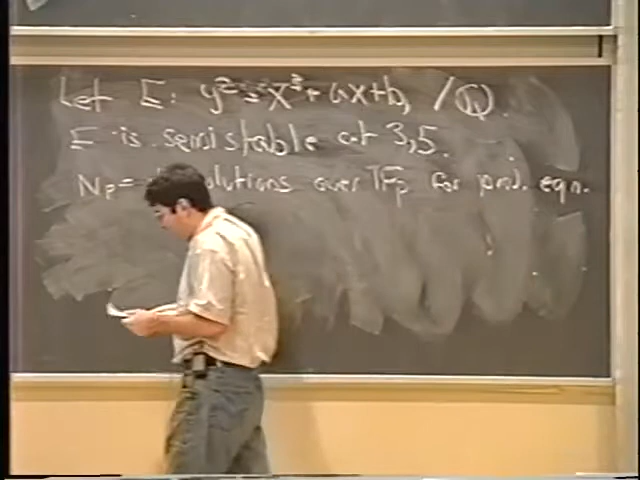 Let E: y² = x³ + ax + b, /ℚ.
E is semistable at 3,5.
Np = solutions over 𝔽p for proj. eqn.